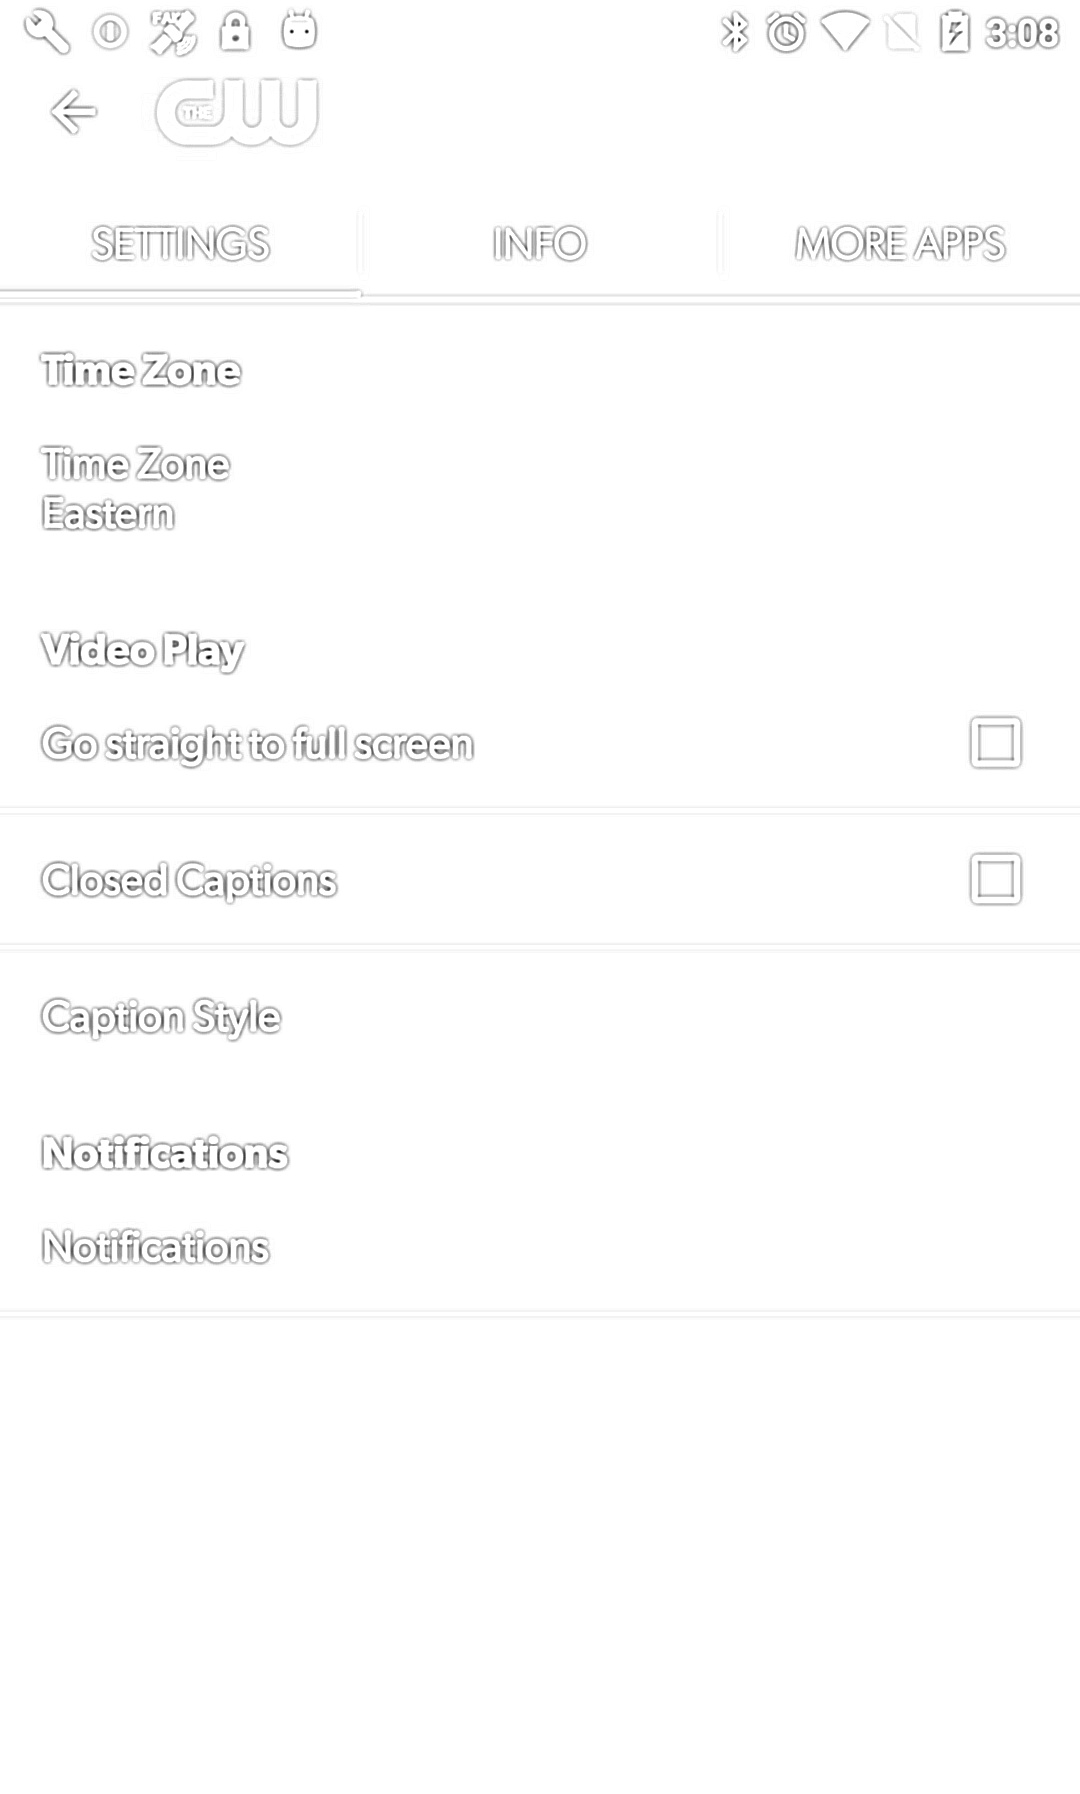 FAKE
3:08
THE CW
SETTINGS
INFO
MORE APPS
Time Zone
Time Zone
Eastern
Video Play
Go straight to full screen
Closed Captions
Caption Style
Notifications
Notifications